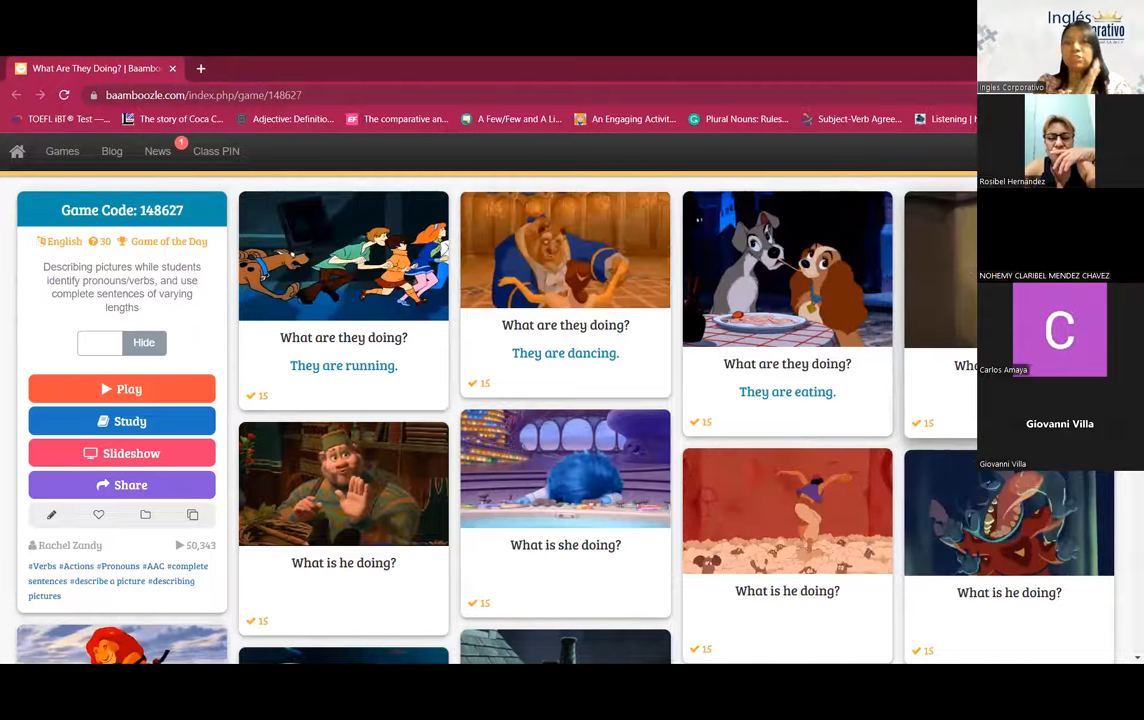 What Are They Doing? | Baambo
baamboozle.com/index.php/game/148627
TOEFL iBT® Test —...
The story of Coca C...
Adjective: Definitio...
The comparative an...
A Few/Few and A Li...
An Engaging Activit...
Plural Nouns: Rules...
Subject-Verb Agree...
Listening |
Games
Blog
News
1
Class PIN
Game Code: 148627
English
30
Game of the Day
Describing pictures while students
identify pronouns/verbs, and use
complete sentences of varying
lengths
Hide
Play
Study
Slideshow
Share
Rachel Zandy
50,343
#Verbs #Actions #Pronouns #AAC #complete
sentences #describe a picture #describing
pictures
What are they doing?
They are running.
15
What are they doing?
They are dancing.
15
What are they doing?
They are eating.
15
15
What is he doing?
15
What is she doing?
15
What is he doing?
15
What is he doing?
15
Inglés
Ingles Corporativo
Rosibel Hernández
NOHEMY CLARIBEL MENDEZ CHAVEZ
C
Carlos Amaya
Giovanni Villa
Giovanni Villa